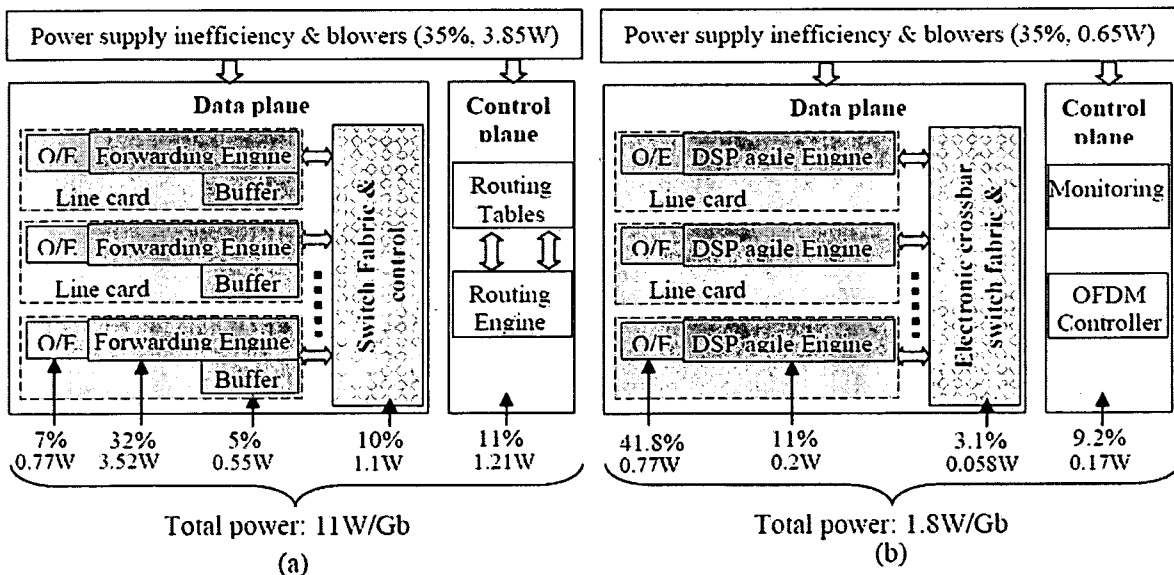 Power supply inefficiency & blowers (35%, 3.85W)
Data plane
O/E Forwarding Engine
Buffer
Line card
O/E Forwarding Engine
Buffer
Line card
O/E Forwarding Engine
Buffer
Switch Fabric &
control
Control
plane
Routing
Tables
Routing
Engine
7%
0.77W
32%
3.52W
5%
0.55W
10%
1.1W
11%
1.21W
Total power: 11W/Gb
(a)
Power supply inefficiency & blowers (35%, 0.65W)
Data plane
O/E DSP agile Engine
Line card
O/E DSP agile Engine
Line card
O/E DSP agile Engine
Electronic crossbar
switch fabric &
Control
plane
Monitoring
OFDM
Controller
41.8%
0.77W
11%
0.2W
3.1%
0.058W
9.2%
0.17W
Total power: 1.8W/Gb
(b)